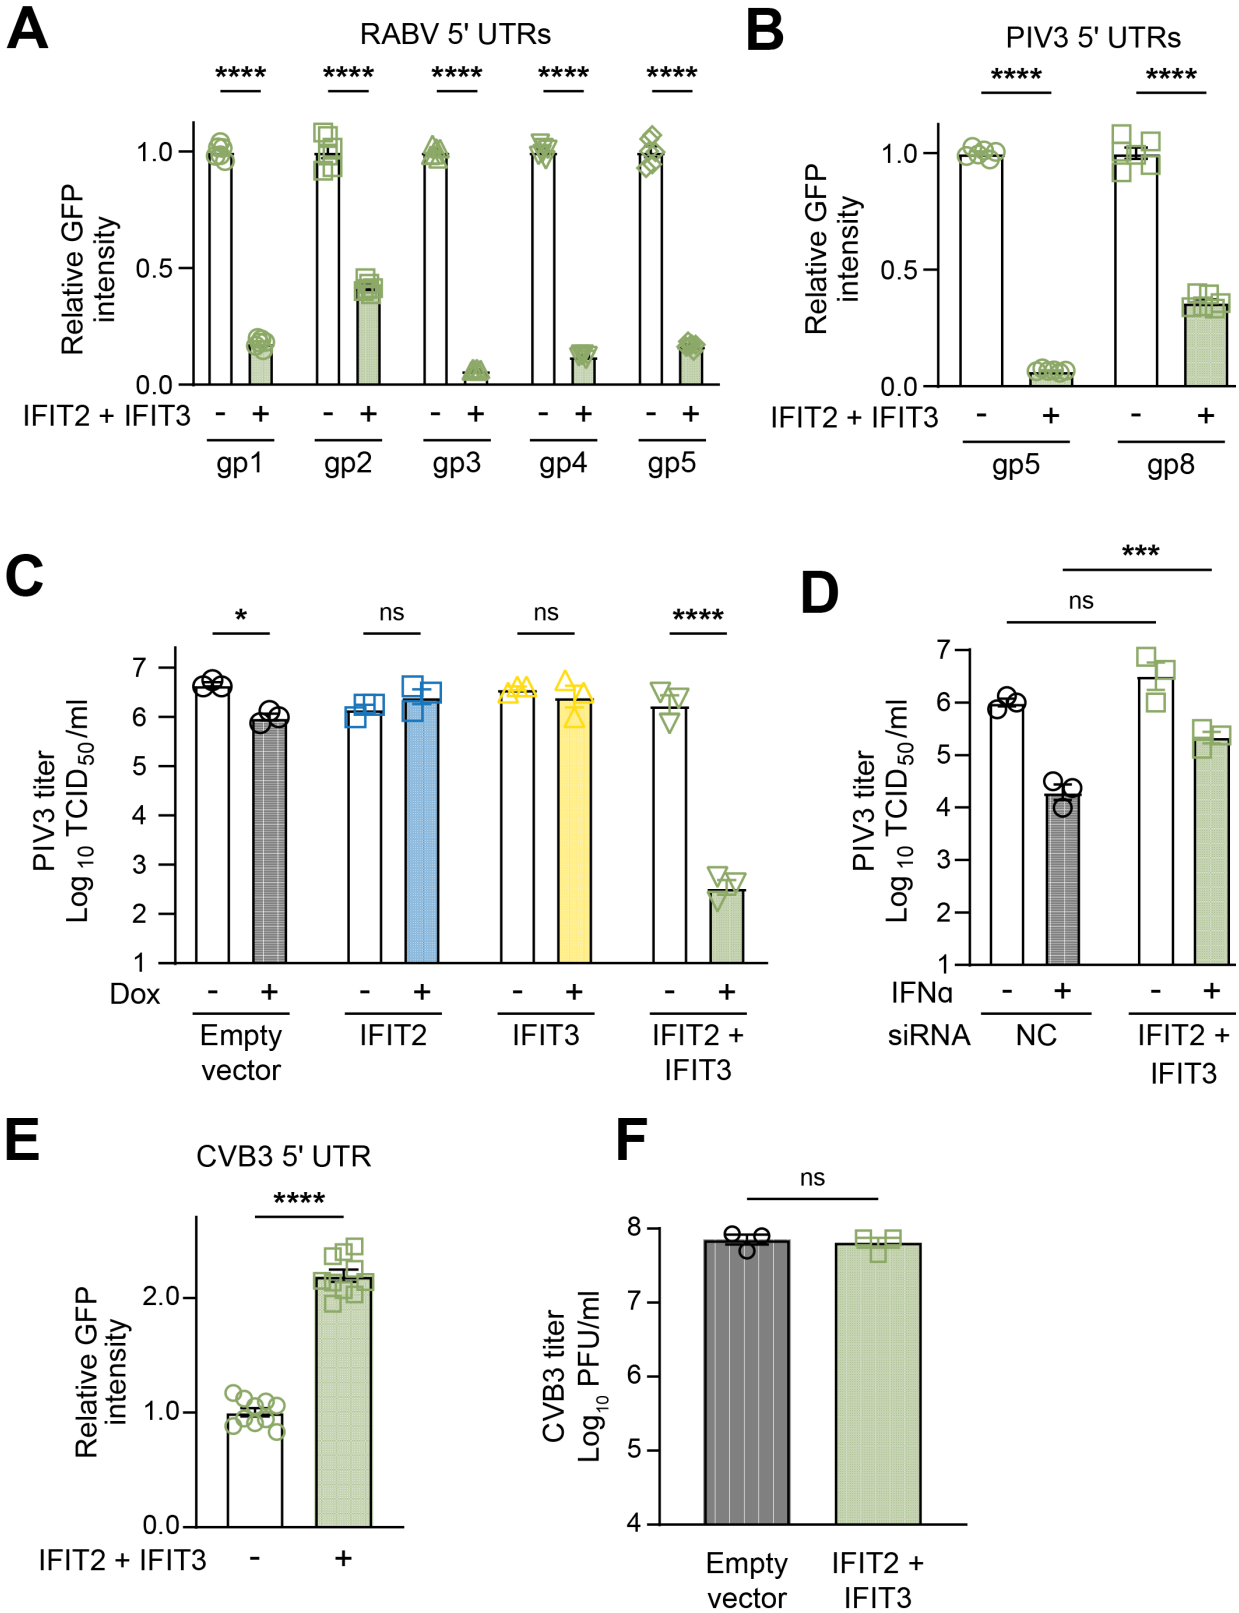 A
RABV 5' UTRs
**** **** **** **** ****
Relative GFP
intensity
1.0
0.5
0.0
IFIT2 + IFIT3 - + - + - + - + - +
gp1 gp2 gp3 gp4 gp5
B
PIV3 5' UTRs
**** ****
Relative GFP
intensity
1.0
0.5
0.0
IFIT2 + IFIT3 - + - +
gp5 gp8
C
* ns ns ****
PIV3 titer
Log 10 TCID50/ml
7
6
5
4
3
2
1
Dox - + - + - + - +
Empty IFIT2 IFIT3 IFIT2 +
vector IFIT3
D
***
ns
PIV3 titer
Log 10 TCID50/ml
7
6
5
4
3
2
1
IFNα - + - +
siRNA NC IFIT2 +
IFIT3
E
CVB3 5' UTR
****
Relative GFP
intensity
2.0
1.0
0.0
IFIT2 + IFIT3 - +
F
ns
CVB3 titer
Log10 PFU/ml
8
7
6
5
4
Empty IFIT2 +
vector IFIT3